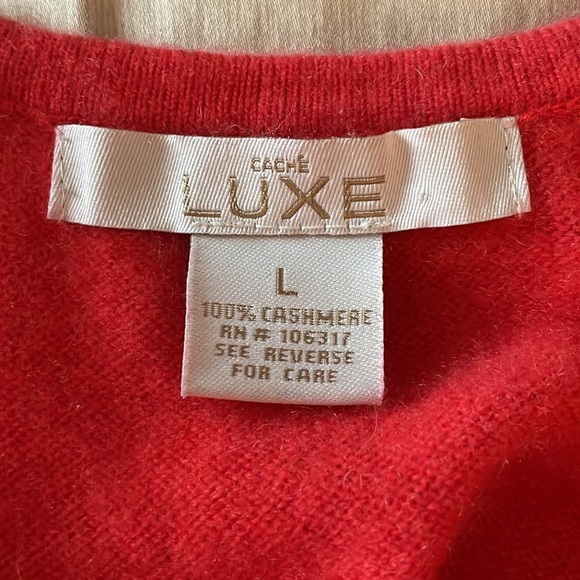 CACHÉ
LUXE
L
100% CASHMERE
RN # 106317
SEE REVERSE
FOR CARE